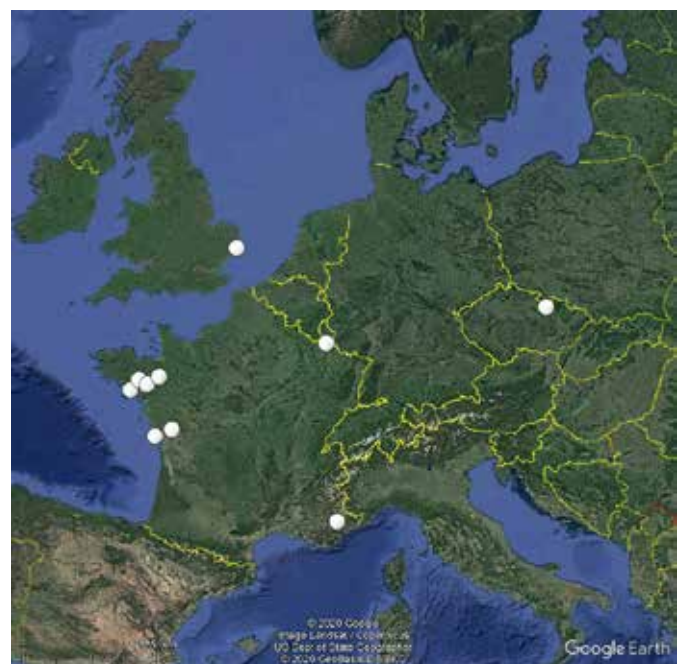 © 2020 Google
Image Landsat / Copernicus
US Dept of State Geographer
© 2020
Google Earth